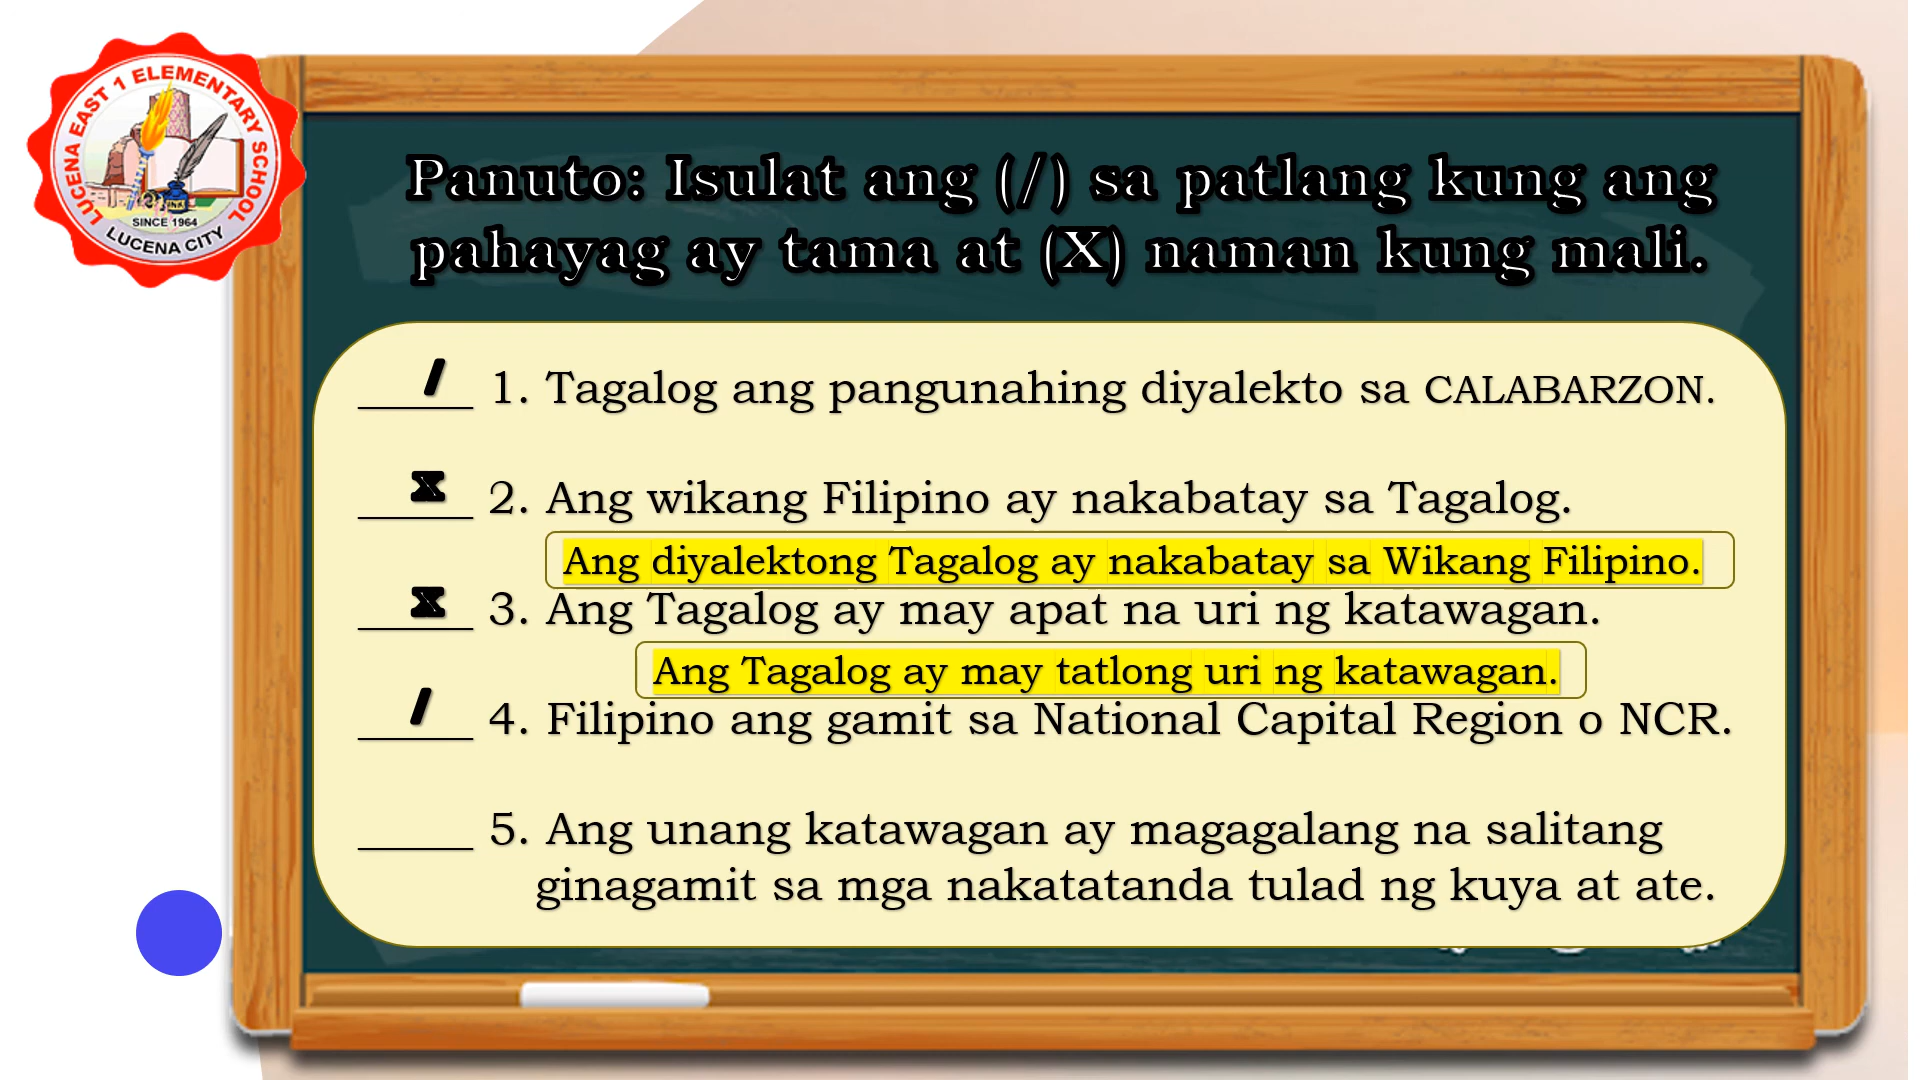 LUCENA EAST 1 ELEMENTARY SCHOOL
INK
SINCE 1964
LUCENA CITY
Panuto: Isulat ang (/) sa patlang kung ang
pahayag ay tama at (X) naman kung mali.
/ 1. Tagalog ang pangunahing diyalekto sa CALABARZON.
x 2. Ang wikang Filipino ay nakabatay sa Tagalog.
Ang diyalektong Tagalog ay nakabatay sa Wikang Filipino.
x 3. Ang Tagalog ay may apat na uri ng katawagan.
Ang Tagalog ay may tatlong uri ng katawagan.
/ 4. Filipino ang gamit sa National Capital Region o NCR.
_____ 5. Ang unang katawagan ay magagalang na salitang
ginagamit sa mga nakatatanda tulad ng kuya at ate.